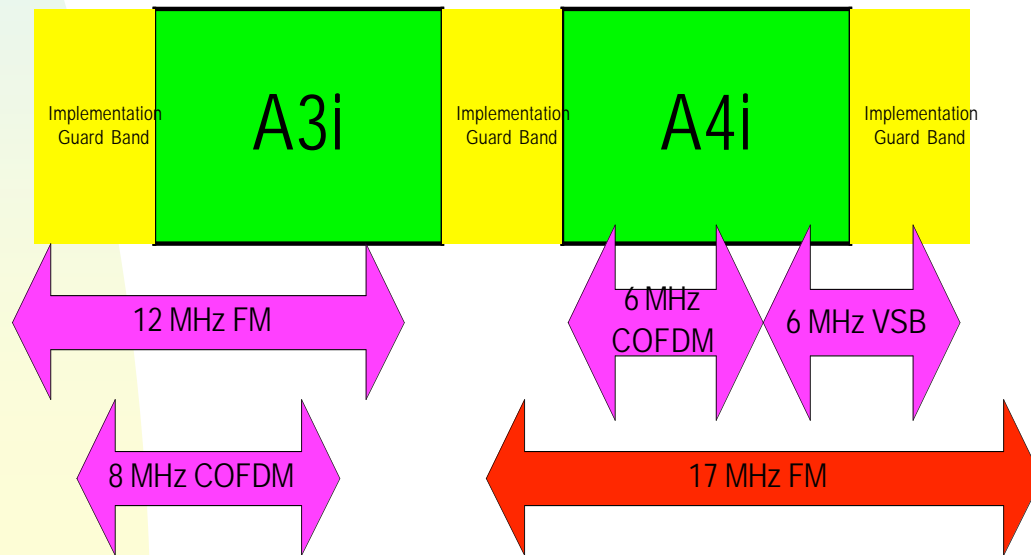 Implementation
Guard Band
A3i
Implementation
Guard Band
A4i
Implementation
Guard Band
12 MHz FM
6 MHz
COFDM
6 MHz VSB
8 MHz COFDM
17 MHz FM